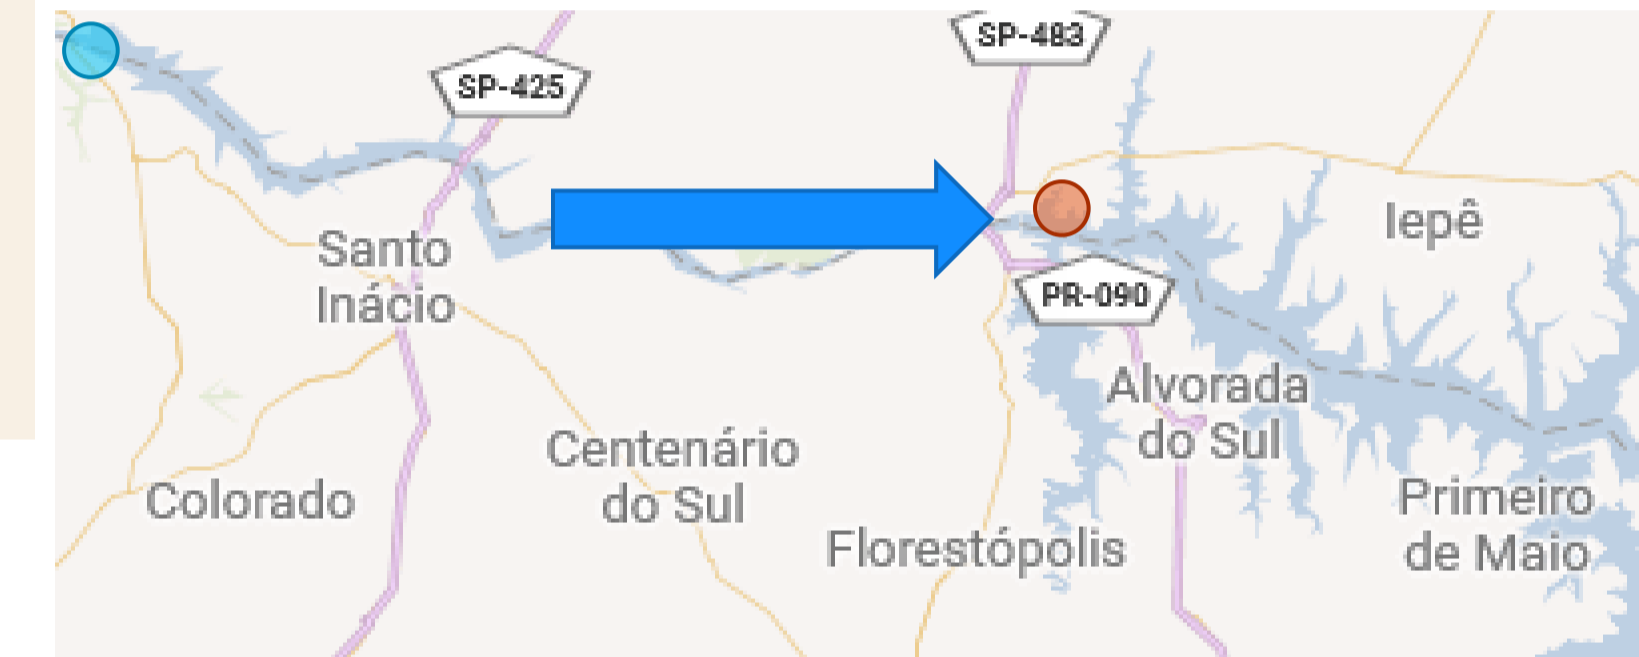 SP-483
SP-425
Iepê
Santo
Inácio
PR-090
Alvorada
do Sul
Centenário
do Sul
Colorado
Primeiro
de Maio
Florestópolis